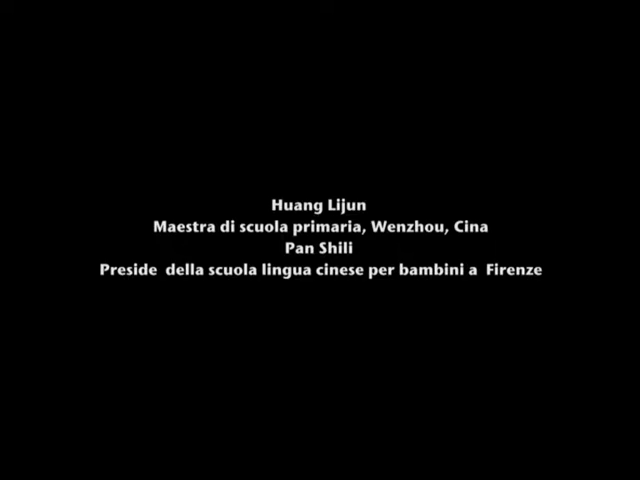 Huang Lijun
Maestra di scuola primaria, Wenzhou, Cina
Pan Shili
Preside  della scuola lingua cinese per bambini a  Firenze